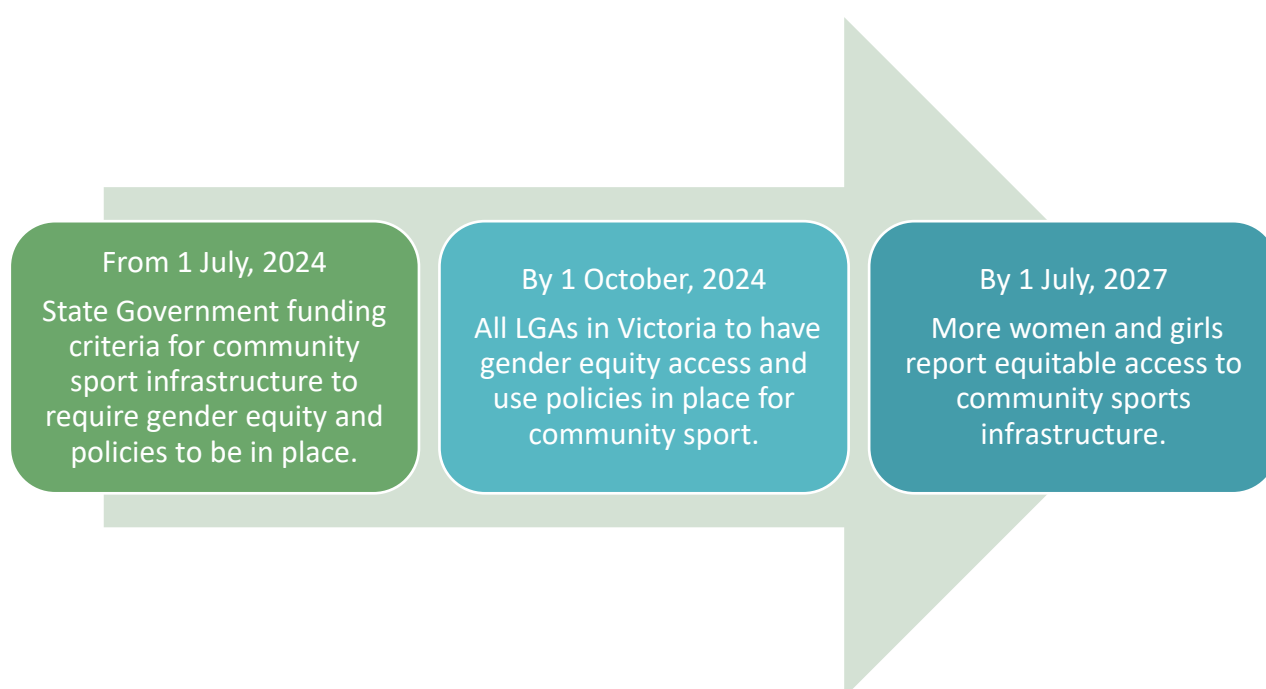 From 1 July, 2024
State Government funding
criteria for community
sport infrastructure to
require gender equity and
policies to be in place.
By 1 October, 2024
All LGAs in Victoria to have
gender equity access and
use policies in place for
community sport.
By 1 July, 2027
More women and girls
report equitable access to
community sports
infrastructure.